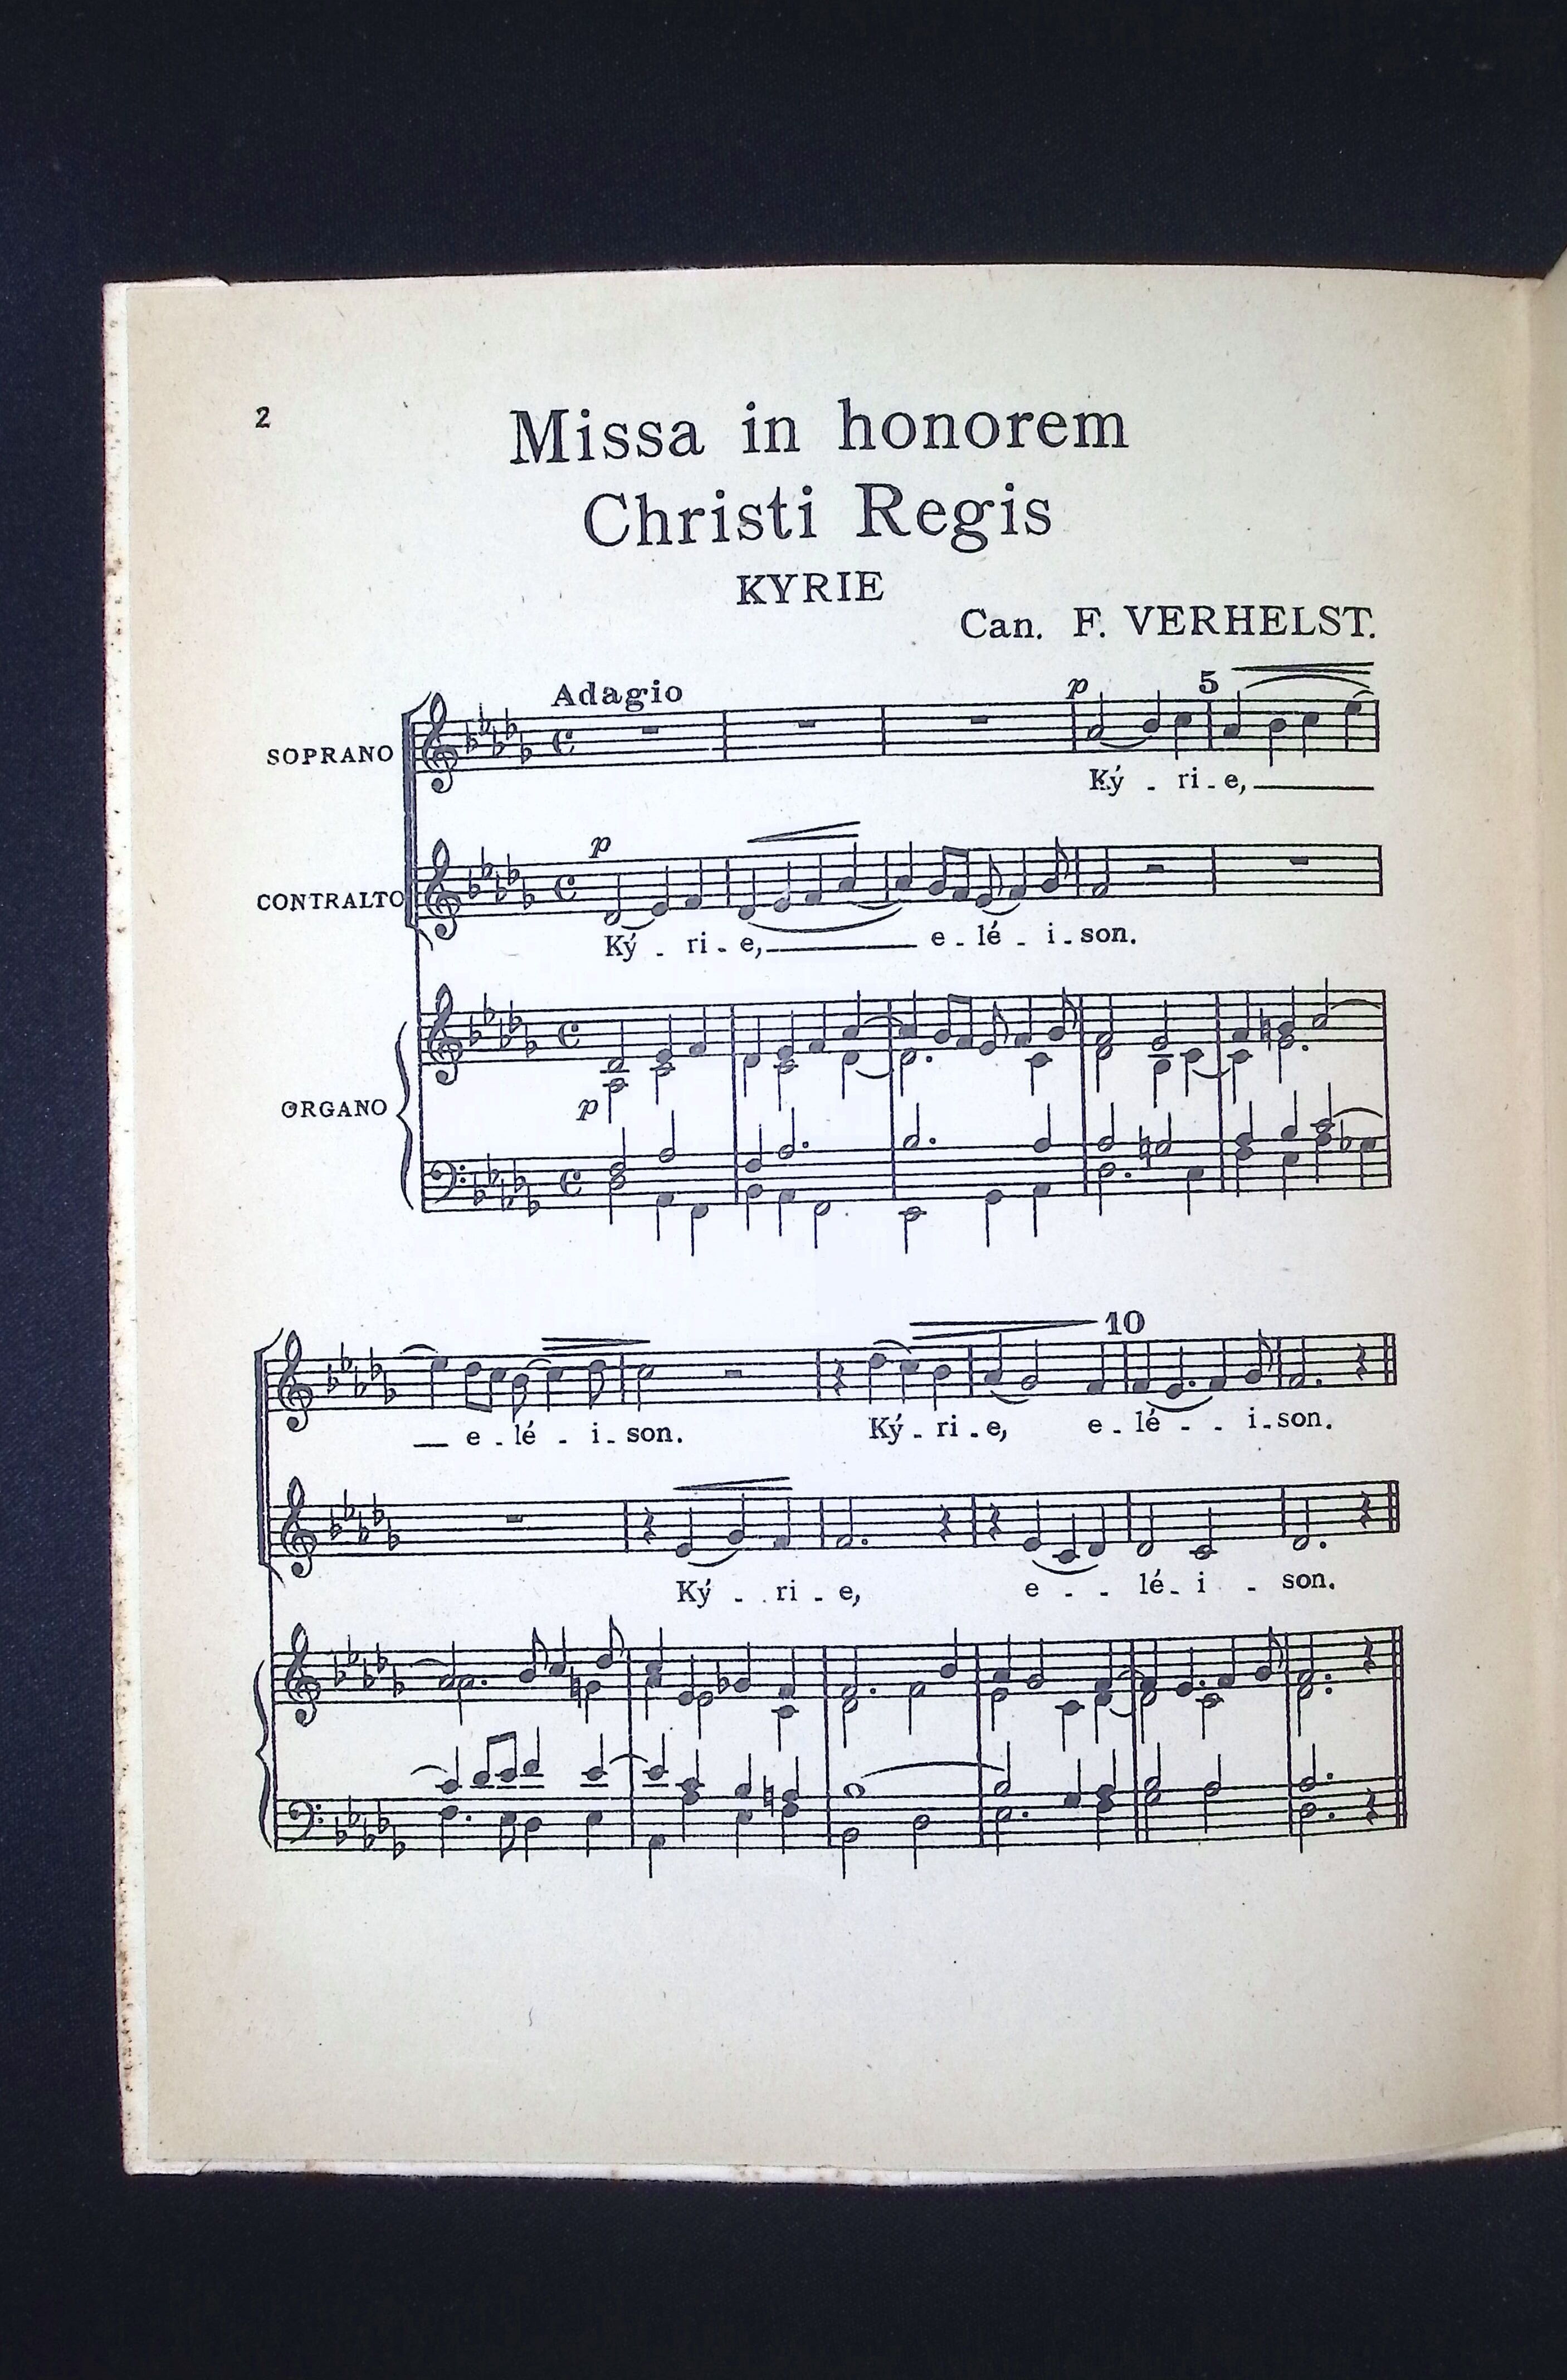 2
Missa in honorem
Christi Regis
KYRIE
Can. F. VERHELST.
Adagio
p
5
SOPRANO
Ký - ri - e,
p
CONTRALTO
Ký - ri - e, e - lé - i - son.
ORGANO
p
10
e - lé - i - son. Ký - ri - e, e - lé - - i - son.
Ký - ri - e, e - - lé - i - son.